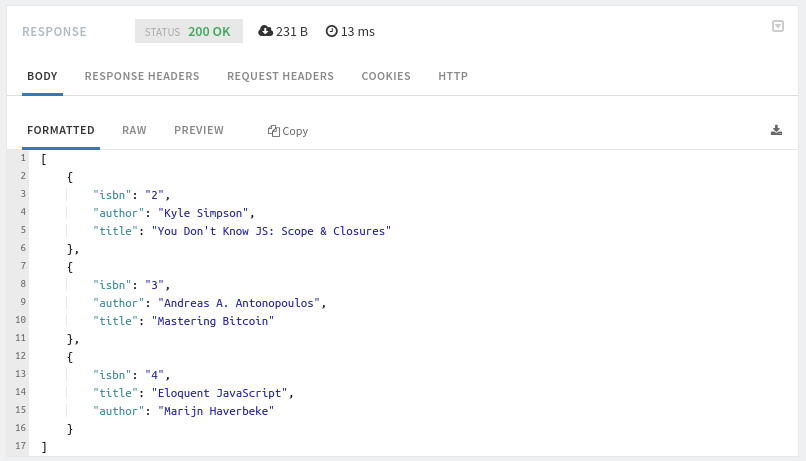 RESPONSE STATUS 200 OK 231 B 13 ms
BODY RESPONSE HEADERS REQUEST HEADERS COOKIES HTTP
FORMATTED RAW PREVIEW Copy
1 [
2 {
3 "isbn": "2",
4 "author": "Kyle Simpson",
5 "title": "You Don't Know JS: Scope & Closures"
6 },
7 {
8 "isbn": "3",
9 "author": "Andreas A. Antonopoulos",
10 "title": "Mastering Bitcoin"
11 },
12 {
13 "isbn": "4",
14 "title": "Eloquent JavaScript",
15 "author": "Marijn Haverbeke"
16 }
17 ]